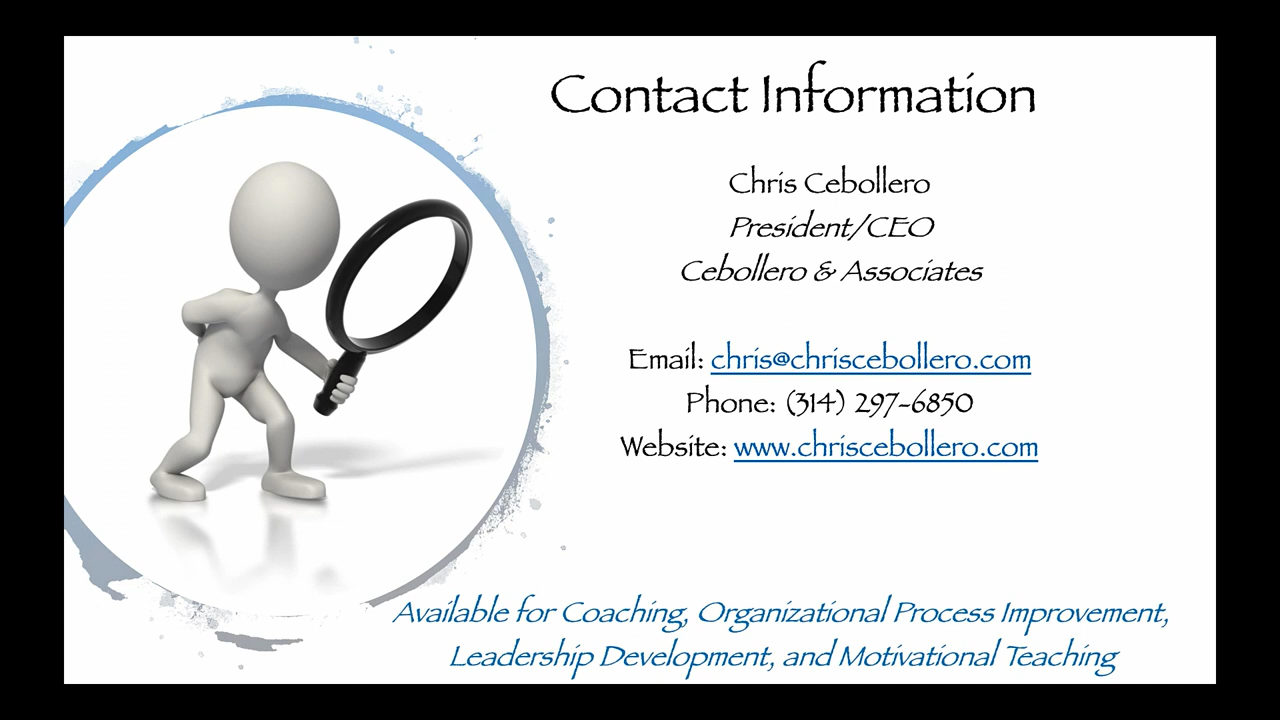 Contact Information
Chris Cebollero
President/CEO
Cebollero & Associates
Email: chris@chriscebollero.com
Phone: (314) 297-6850
Website: www.chriscebollero.com
Available for Coaching, Organizational Process Improvement,
Leadership Development, and Motivational Teaching